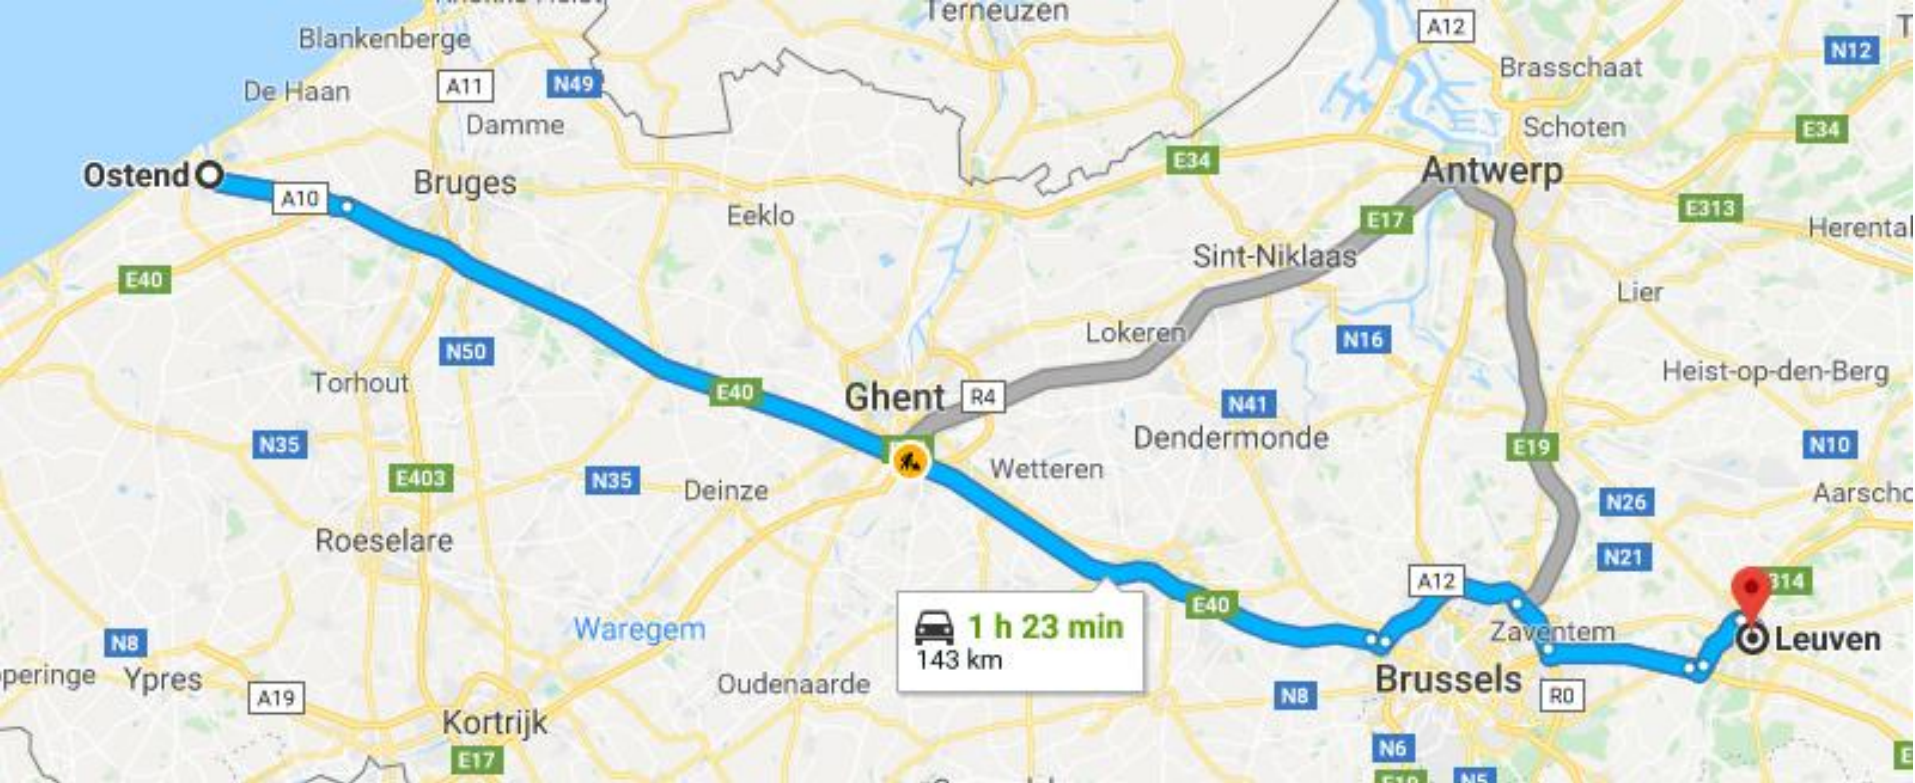 Terneuzen
A12
Blankenberge
N12
Brasschaat
A11
N49
De Haan
Damme
Schoten
E34
E34
Ostend
A10
Bruges
Antwerp
Eeklo
E17
E313
Herental
Sint-Niklaas
E40
Lier
Lokeren
N16
N50
Torhout
E40
Ghent
R4
N41
Heist-op-den-Berg
Dendermonde
E19
N10
N35
E403
N35
Deinze
Wetteren
N26
Aarscho
Roeselare
N21
A12
314
E40
1 h 23 min
143 km
Waregem
Zaventem
Leuven
N8
peringe
Ypres
A19
Oudenaarde
Brussels
N8
R0
Kortrijk
E17
N6
E19
N5
E